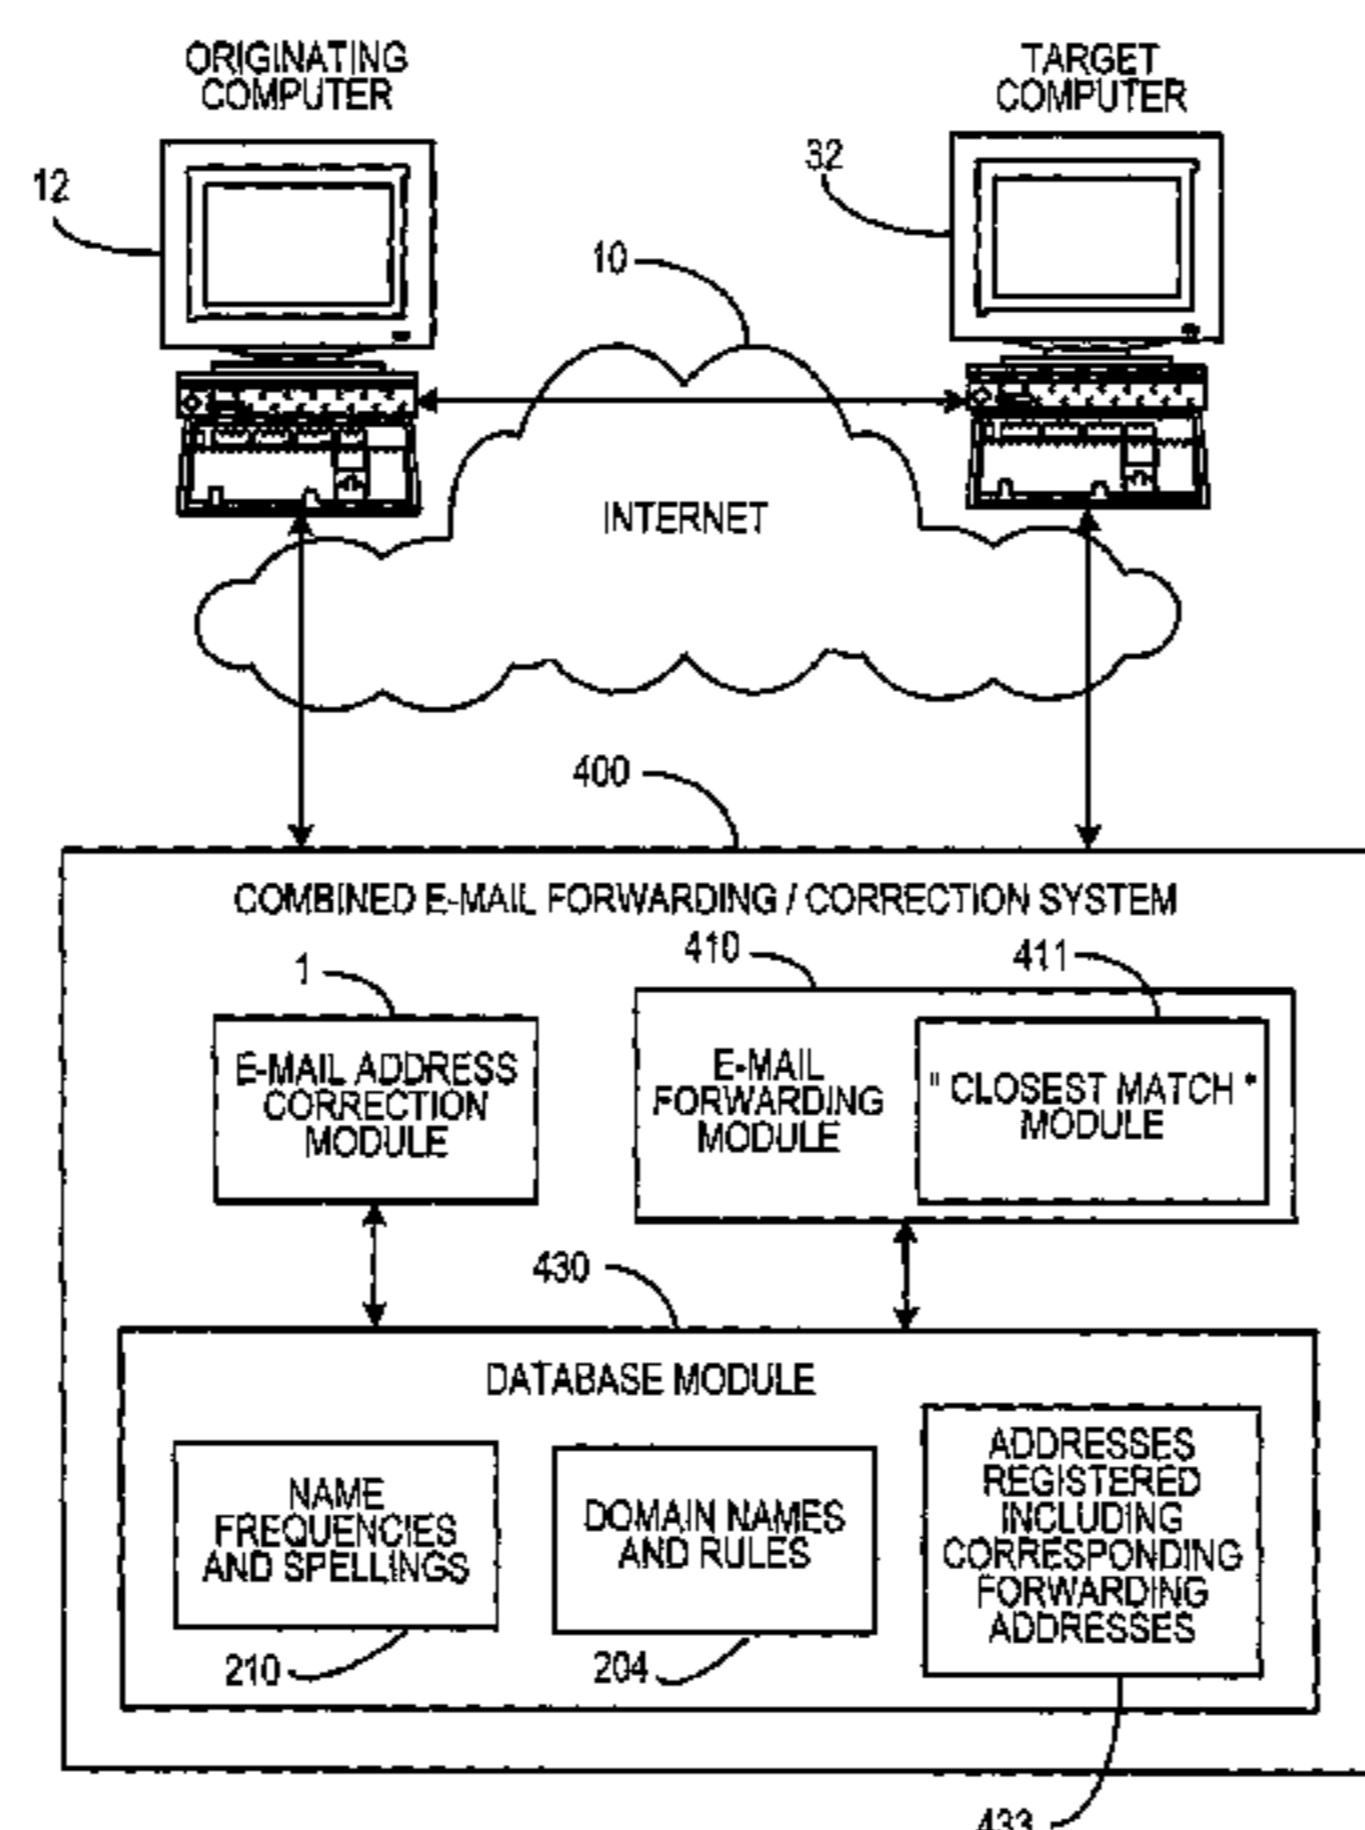 ORIGINATING
COMPUTER
TARGET
COMPUTER
12
32
10
INTERNET
400
COMBINED E-MAIL FORWARDING / CORRECTION SYSTEM
1
410
411
E-MAIL ADDRESS
CORRECTION
MODULE
E-MAIL
FORWARDING
MODULE
" CLOSEST MATCH "
MODULE
430
DATABASE MODULE
NAME
FREQUENCIES
AND SPELLINGS
DOMAIN NAMES
AND RULES
ADDRESSES
REGISTERED
INCLUDING
CORRESPONDING
FORWARDING
ADDRESSES
210
204
433